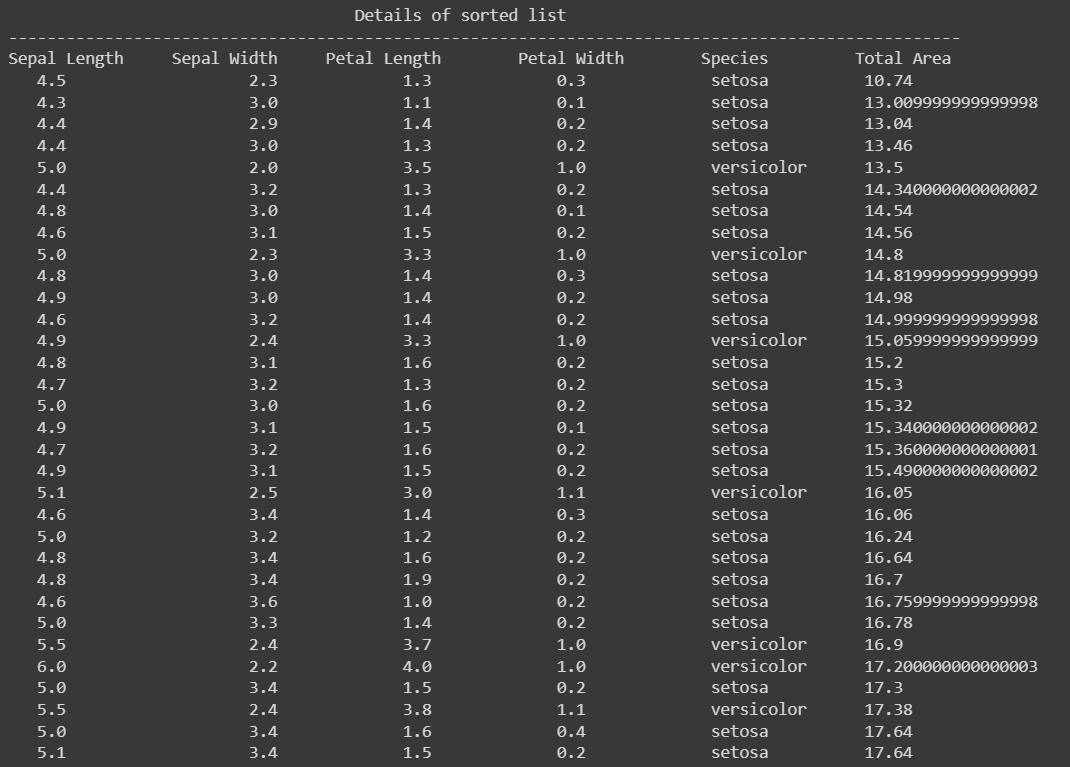 Details of sorted list
---------------------------------------------------------------------------------------------------
Sepal Length Sepal Width Petal Length Petal Width Species Total Area
4.5 2.3 1.3 0.3 setosa 10.74
4.3 3.0 1.1 0.1 setosa 13.009999999999998
4.4 2.9 1.4 0.2 setosa 13.04
4.4 3.0 1.3 0.2 setosa 13.46
5.0 2.0 3.5 1.0 versicolor 13.5
4.4 3.2 1.3 0.2 setosa 14.340000000000002
4.8 3.0 1.4 0.1 setosa 14.54
4.6 3.1 1.5 0.2 setosa 14.56
5.0 2.3 3.3 1.0 versicolor 14.8
4.8 3.0 1.4 0.3 setosa 14.819999999999999
4.9 3.0 1.4 0.2 setosa 14.98
4.6 3.2 1.4 0.2 setosa 14.999999999999998
4.9 2.4 3.3 1.0 versicolor 15.059999999999999
4.8 3.1 1.6 0.2 setosa 15.2
4.7 3.2 1.3 0.2 setosa 15.3
5.0 3.0 1.6 0.2 setosa 15.32
4.9 3.1 1.5 0.1 setosa 15.340000000000002
4.7 3.2 1.6 0.2 setosa 15.360000000000001
4.9 3.1 1.5 0.2 setosa 15.490000000000002
5.1 2.5 3.0 1.1 versicolor 16.05
4.6 3.4 1.4 0.3 setosa 16.06
5.0 3.2 1.2 0.2 setosa 16.24
4.8 3.4 1.6 0.2 setosa 16.64
4.8 3.4 1.9 0.2 setosa 16.7
4.6 3.6 1.0 0.2 setosa 16.759999999999998
5.0 3.3 1.4 0.2 setosa 16.78
5.5 2.4 3.7 1.0 versicolor 16.9
6.0 2.2 4.0 1.0 versicolor 17.200000000000003
5.0 3.4 1.5 0.2 setosa 17.3
5.5 2.4 3.8 1.1 versicolor 17.38
5.0 3.4 1.6 0.4 setosa 17.64
5.1 3.4 1.5 0.2 setosa 17.64